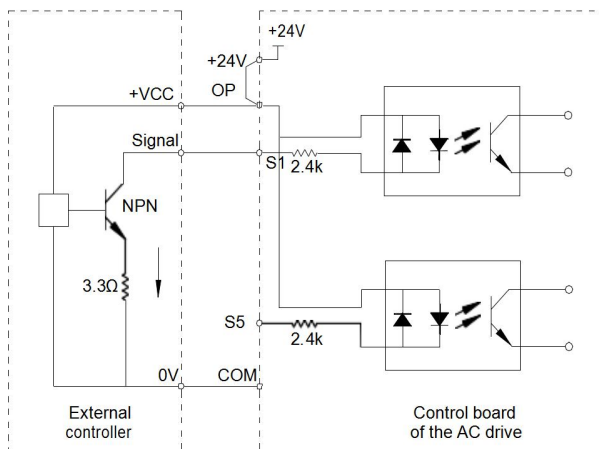 +24V
+24V
+VCC
OP
Signal
S1
2.4k
NPN
3.3Ω
S5
2.4k
0V
COM
External
controller
Control board
of the AC drive